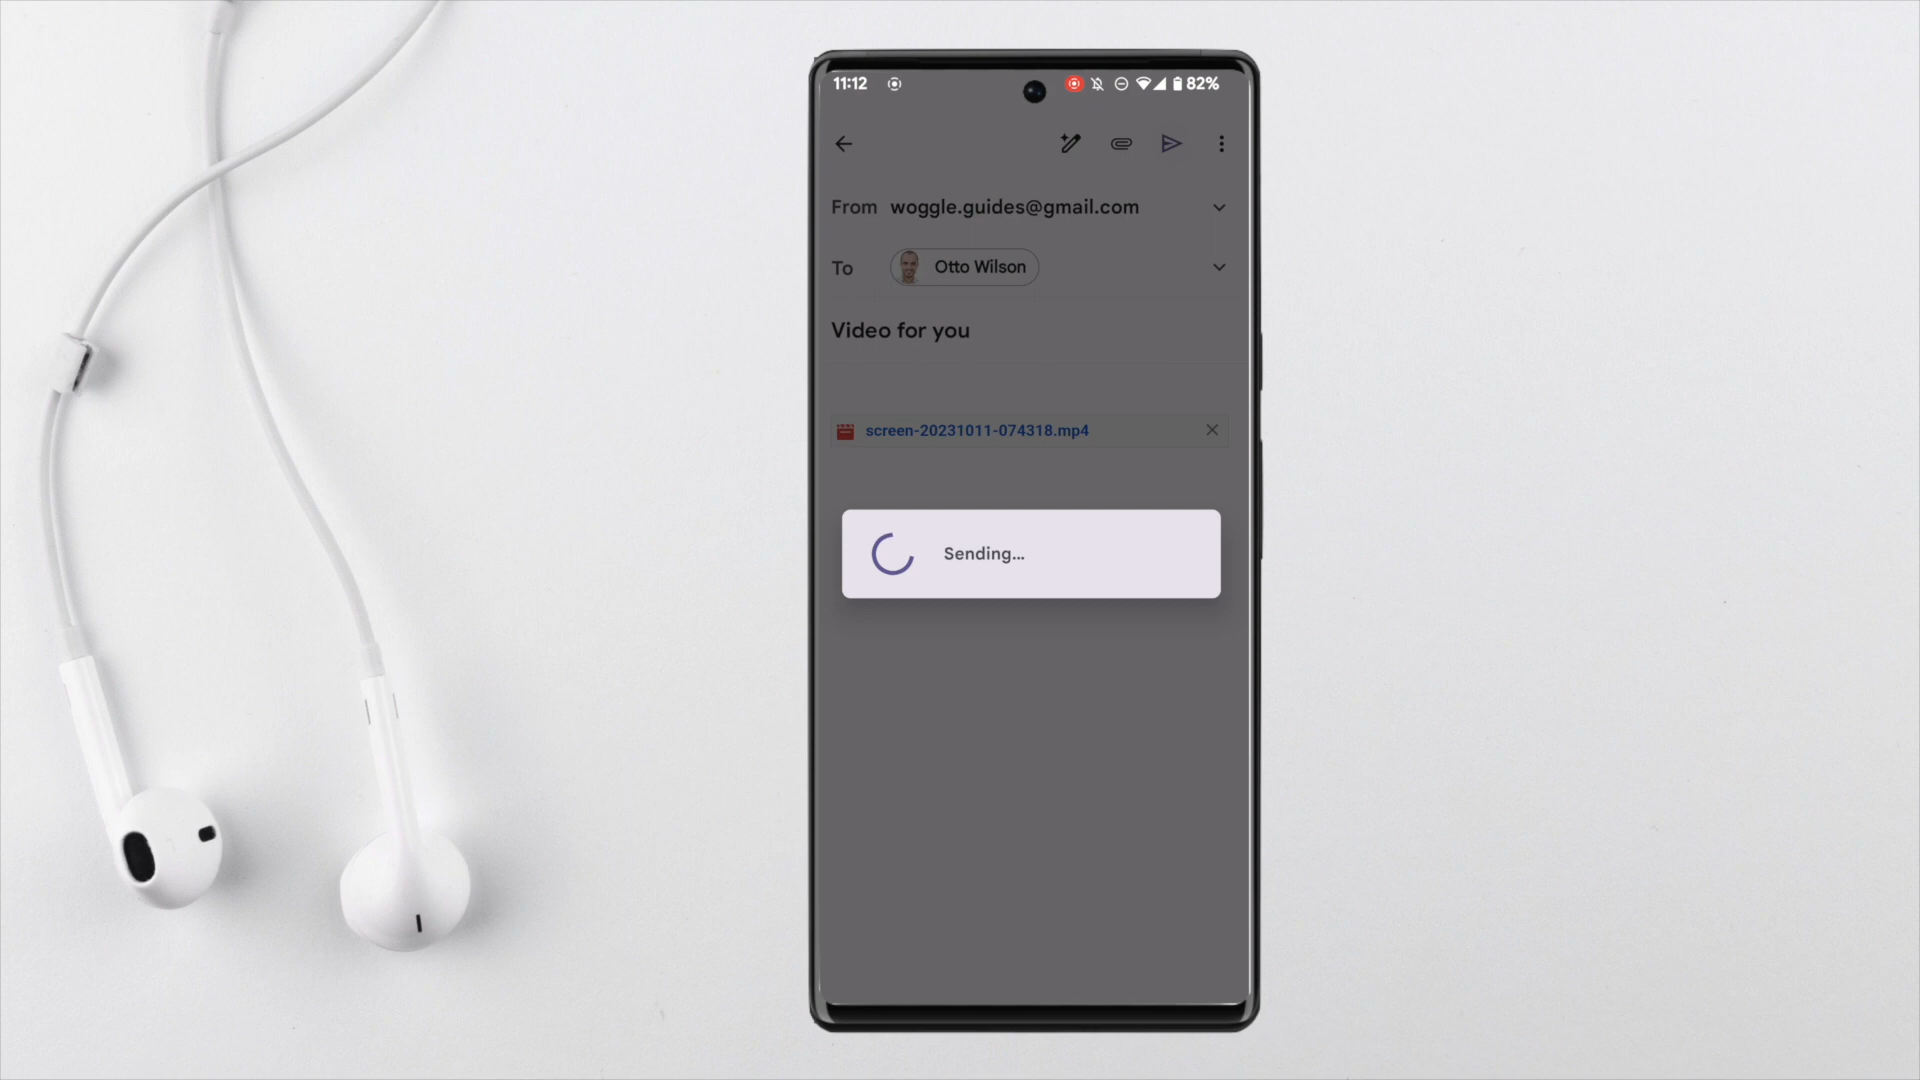 11:12 82%
From woggle.guides@gmail.com
To Otto Wilson
Video for you
screen-20231011-074318.mp4
Sending...